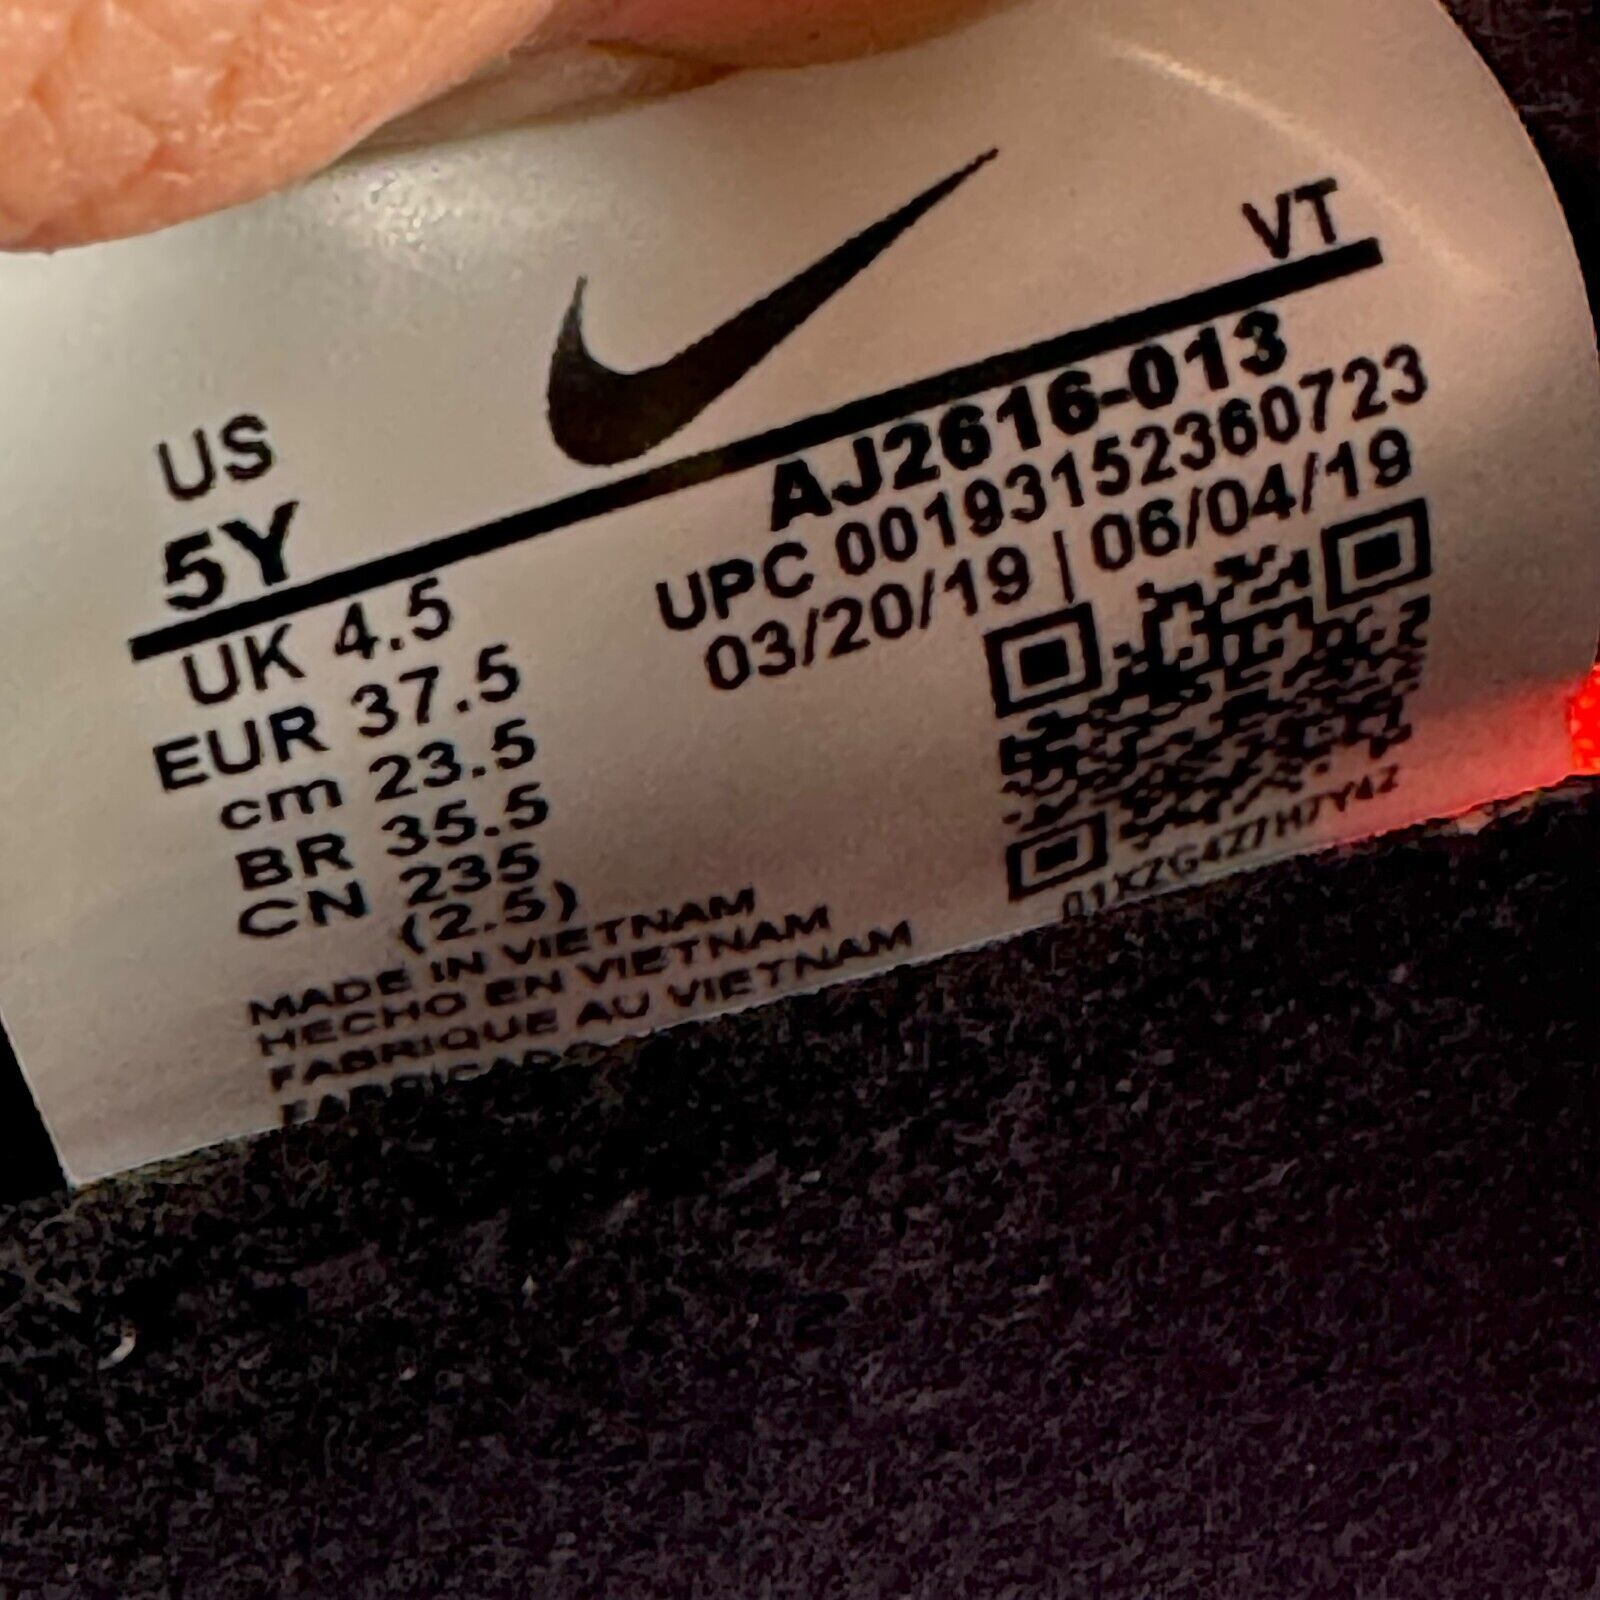 VT
US
5Y
AJ2616-013
UPC 00193152360723
03/20/19 | 06/04/19
UK 4.5
EUR 37.5
cm 23.5
BR 35.5
CN 235
(2.5)
MADE IN VIETNAM
HECHO EN VIETNAM
FABRIQUE AU VIETNAM
01XZG4Z7H7Y4Z